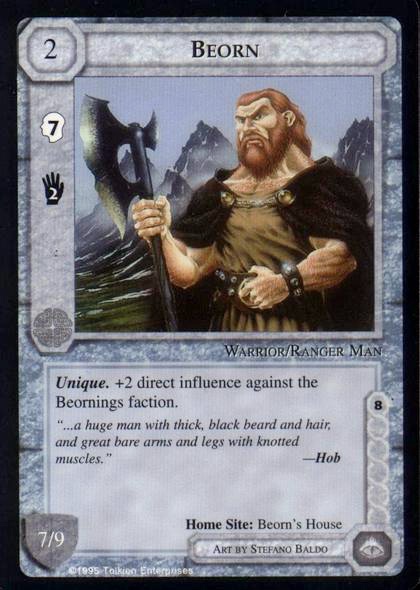 2
BEORN
7
2
WARRIOR/RANGER MAN
Unique. +2 direct influence against the
Beornings faction.
8
“...a huge man with thick, black beard and hair,
and great bare arms and legs with knotted
muscles.” —Hob
Home Site: Beorn's House
7/9
ART BY STEFANO BALDO
©1995 Tolkien Enterprises